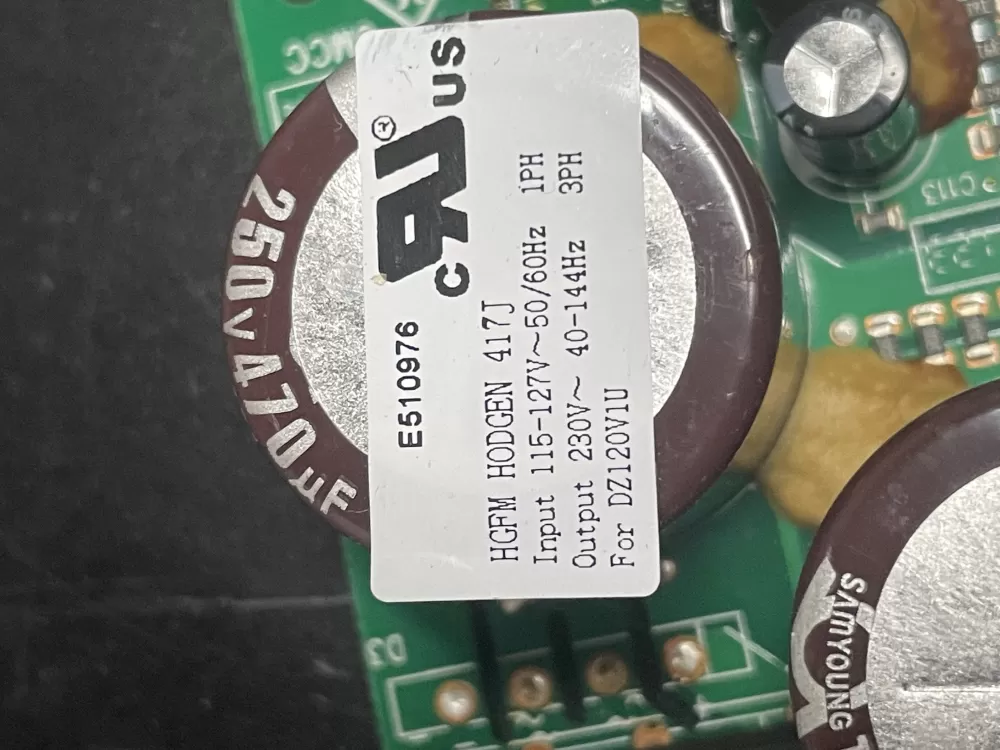 c RU US ®
E510976
HGFM HODGEN 417J
Input 115-127V～50/60Hz 1PH
Output 230V～ 40-144Hz 3PH
For DZ120V1U
250v470µF
SAMYOUNG
C113
D3